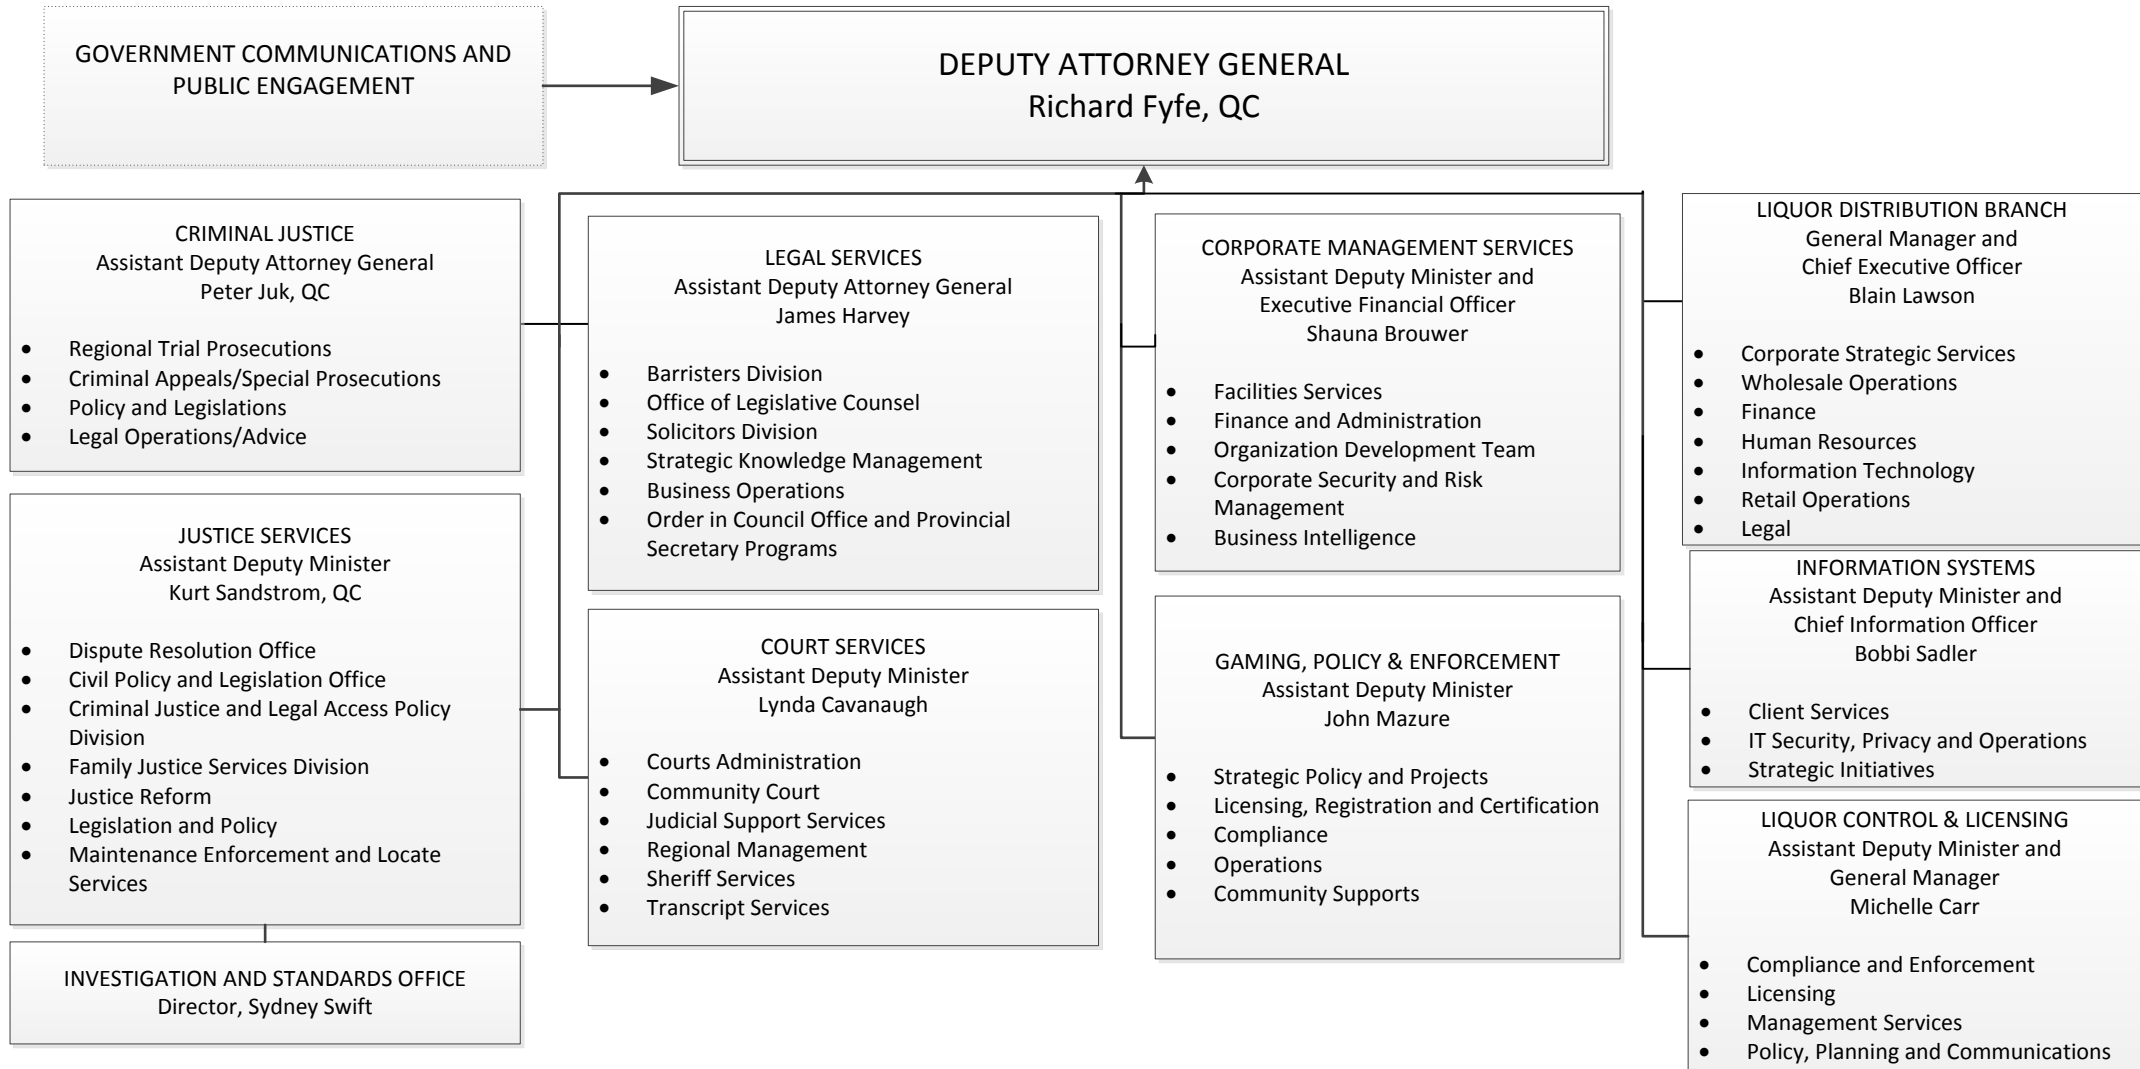 GOVERNMENT COMMUNICATIONS AND
PUBLIC ENGAGEMENT
DEPUTY ATTORNEY GENERAL
Richard Fyfe, QC
CRIMINAL JUSTICE
Assistant Deputy Attorney General
Peter Juk, QC
• Regional Trial Prosecutions
• Criminal Appeals/Special Prosecutions
• Policy and Legislations
• Legal Operations/Advice
JUSTICE SERVICES
Assistant Deputy Minister
Kurt Sandstrom, QC
• Dispute Resolution Office
• Civil Policy and Legislation Office
• Criminal Justice and Legal Access Policy
Division
• Family Justice Services Division
• Justice Reform
• Legislation and Policy
• Maintenance Enforcement and Locate
Services
INVESTIGATION AND STANDARDS OFFICE
Director, Sydney Swift
LEGAL SERVICES
Assistant Deputy Attorney General
James Harvey
• Barristers Division
• Office of Legislative Counsel
• Solicitors Division
• Strategic Knowledge Management
• Business Operations
• Order in Council Office and Provincial
Secretary Programs
COURT SERVICES
Assistant Deputy Minister
Lynda Cavanaugh
• Courts Administration
• Community Court
• Judicial Support Services
• Regional Management
• Sheriff Services
• Transcript Services
CORPORATE MANAGEMENT SERVICES
Assistant Deputy Minister and
Executive Financial Officer
Shauna Brouwer
• Facilities Services
• Finance and Administration
• Organization Development Team
• Corporate Security and Risk
Management
• Business Intelligence
GAMING, POLICY & ENFORCEMENT
Assistant Deputy Minister
John Mazure
• Strategic Policy and Projects
• Licensing, Registration and Certification
• Compliance
• Operations
• Community Supports
LIQUOR DISTRIBUTION BRANCH
General Manager and
Chief Executive Officer
Blain Lawson
• Corporate Strategic Services
• Wholesale Operations
• Finance
• Human Resources
• Information Technology
• Retail Operations
• Legal
INFORMATION SYSTEMS
Assistant Deputy Minister and
Chief Information Officer
Bobbi Sadler
• Client Services
• IT Security, Privacy and Operations
• Strategic Initiatives
LIQUOR CONTROL & LICENSING
Assistant Deputy Minister and
General Manager
Michelle Carr
• Compliance and Enforcement
• Licensing
• Management Services
• Policy, Planning and Communications